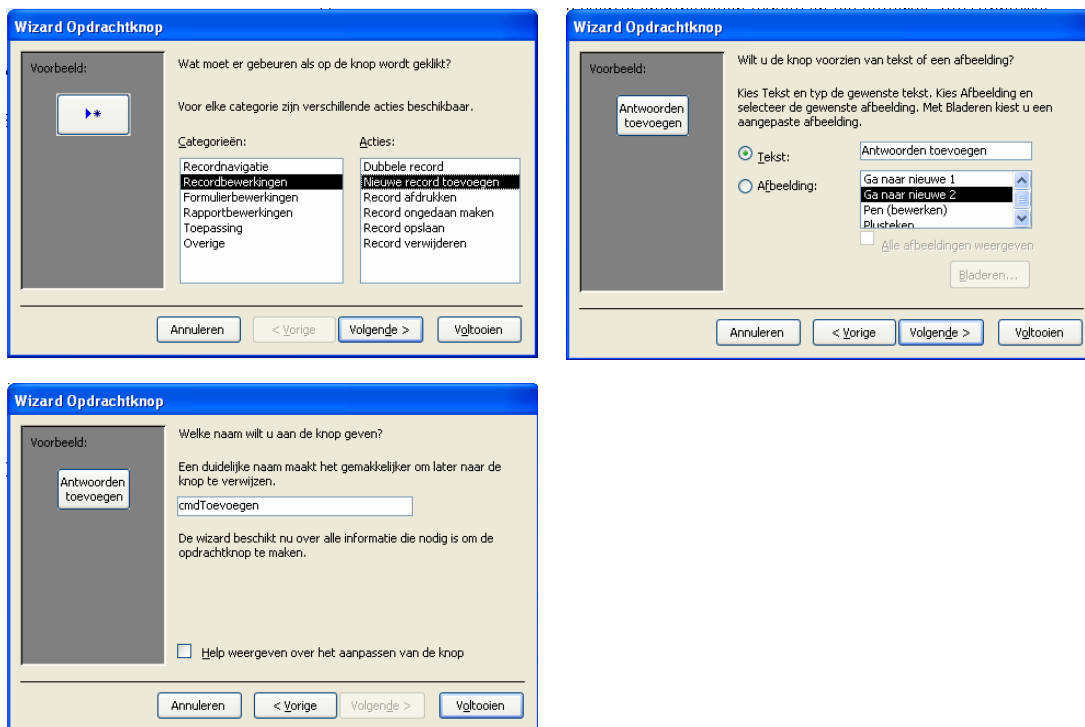 Wizard Opdrachtknop
Voorbeeld:
Wat moet er gebeuren als op de knop wordt geklikt?
Voor elke categorie zijn verschillende acties beschikbaar.
Categorieën:
Recordnavigatie
Recordbewerkingen
Formulierbewerkingen
Rapportbewerkingen
Toepassing
Overige
Acties:
Dubbele record
Nieuwe record toevoegen
Record afdrukken
Record ongedaan maken
Record opslaan
Record verwijderen
Annuleren
< Vorige
Volgende >
Voltooien
Wizard Opdrachtknop
Voorbeeld:
Antwoorden
toevoegen
Wilt u de knop voorzien van tekst of een afbeelding?
Kies Tekst en typ de gewenste tekst. Kies Afbeelding en
selecteer de gewenste afbeelding. Met Bladeren kiest u een
aangepaste afbeelding.
Tekst:
Antwoorden toevoegen
Afbeelding:
Ga naar nieuwe 1
Ga naar nieuwe 2
Pen (bewerken)
Plusteken
Alle afbeeldingen weergeven
Bladeren...
Annuleren
< Vorige
Volgende >
Voltooien
Wizard Opdrachtknop
Voorbeeld:
Antwoorden
toevoegen
Welke naam wilt u aan de knop geven?
Een duidelijke naam maakt het gemakkelijker om later naar de
knop te verwijzen.
cmdToevoegen
De wizard beschikt nu over alle informatie die nodig is om de
opdrachtknop te maken.
Help weergeven over het aanpassen van de knop
Annuleren
< Vorige
Volgende >
Voltooien